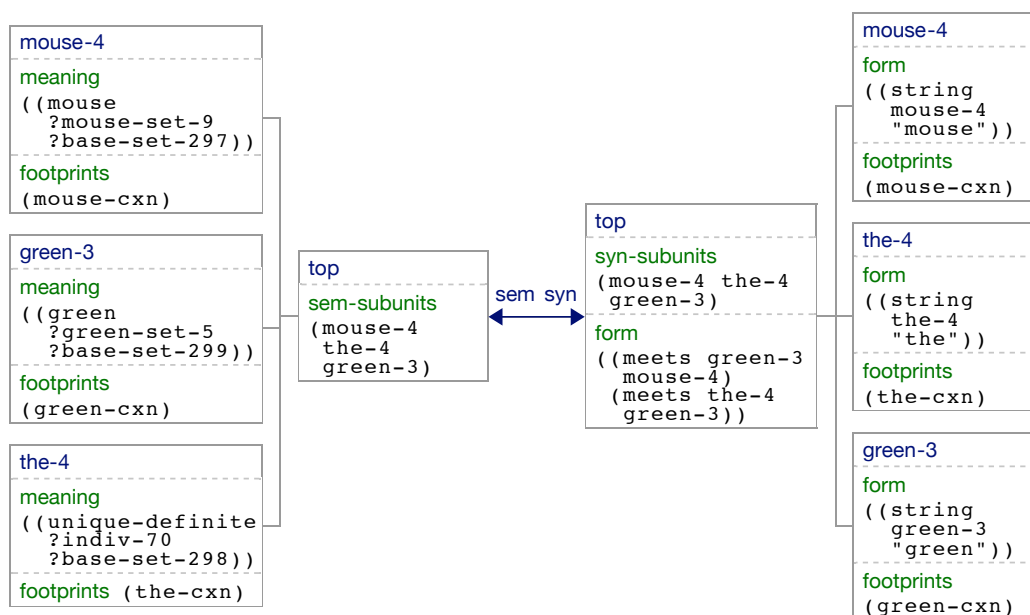 mouse-4
meaning
((mouse
?mouse-set-9
?base-set-297))
footprints
(mouse-cxn)
green-3
meaning
((green
?green-set-5
?base-set-299))
footprints
(green-cxn)
the-4
meaning
((unique-definite
?indiv-70
?base-set-298))
footprints (the-cxn)
top
sem-subunits
(mouse-4
the-4
green-3)
sem syn
top
syn-subunits
(mouse-4 the-4
green-3)
form
((meets green-3
mouse-4)
(meets the-4
green-3))
mouse-4
form
((string
mouse-4
"mouse"))
footprints
(mouse-cxn)
the-4
form
((string
the-4
"the"))
footprints
(the-cxn)
green-3
form
((string
green-3
"green"))
footprints
(green-cxn)